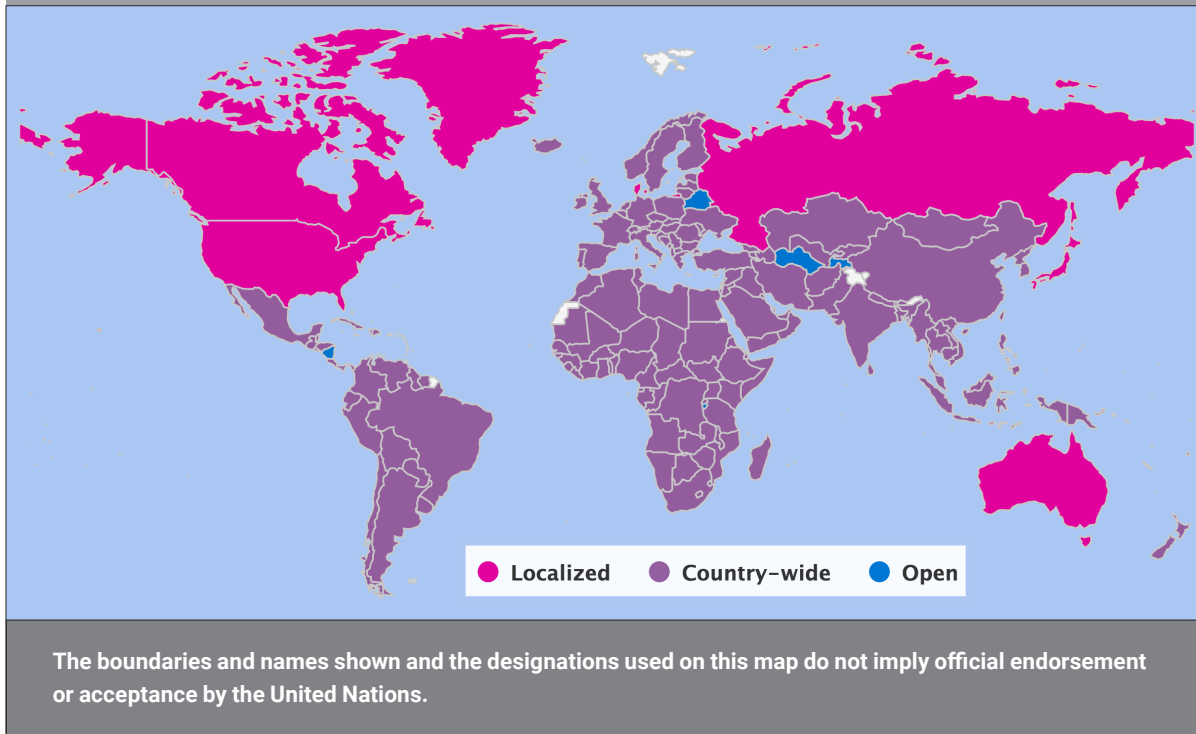 Localized
Country-wide
Open
The boundaries and names shown and the designations used on this map do not imply official endorsement
or acceptance by the United Nations.